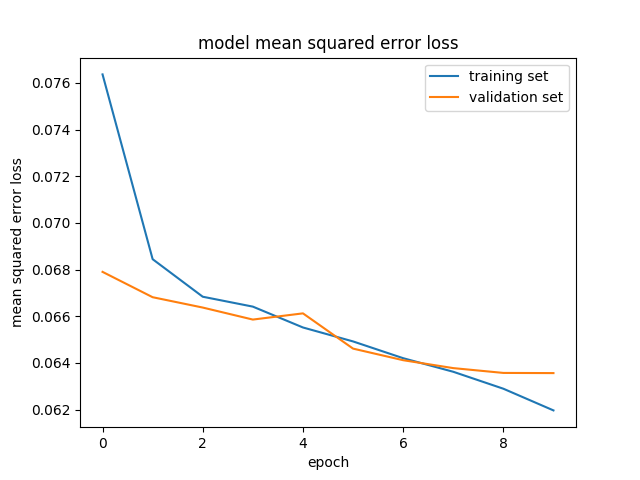 model mean squared error loss
training set
validation set
0.076
0.074
0.072
0.070
0.068
0.066
0.064
0.062
mean squared error loss
0
2
4
6
8
epoch